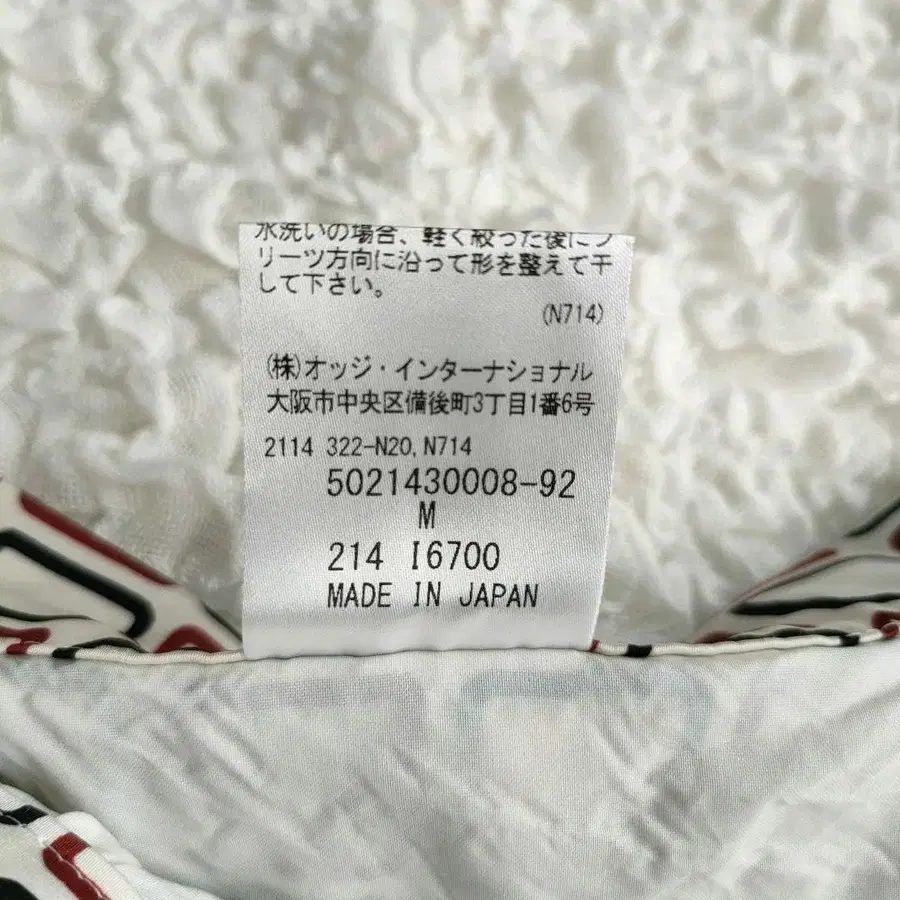 水洗いの場合、軽く絞った後にプ
リーツ方向に沿って形を整えて干
して下さい。
(N714)
(株)オッジ・インターナショナル
大阪市中央区備後町3丁目1番6号
2114 322-N20,N714
5021430008-92
M
214 I6700
MADE IN JAPAN